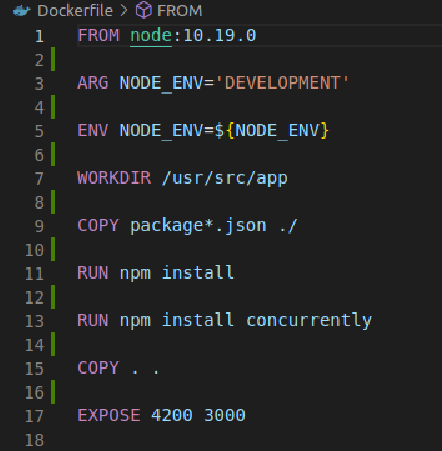 Dockerfile > FROM
1 FROM node:10.19.0
2
3 ARG NODE_ENV='DEVELOPMENT'
4
5 ENV NODE_ENV=${NODE_ENV}
6
7 WORKDIR /usr/src/app
8
9 COPY package*.json ./
10
11 RUN npm install
12
13 RUN npm install concurrently
14
15 COPY . .
16
17 EXPOSE 4200 3000
18